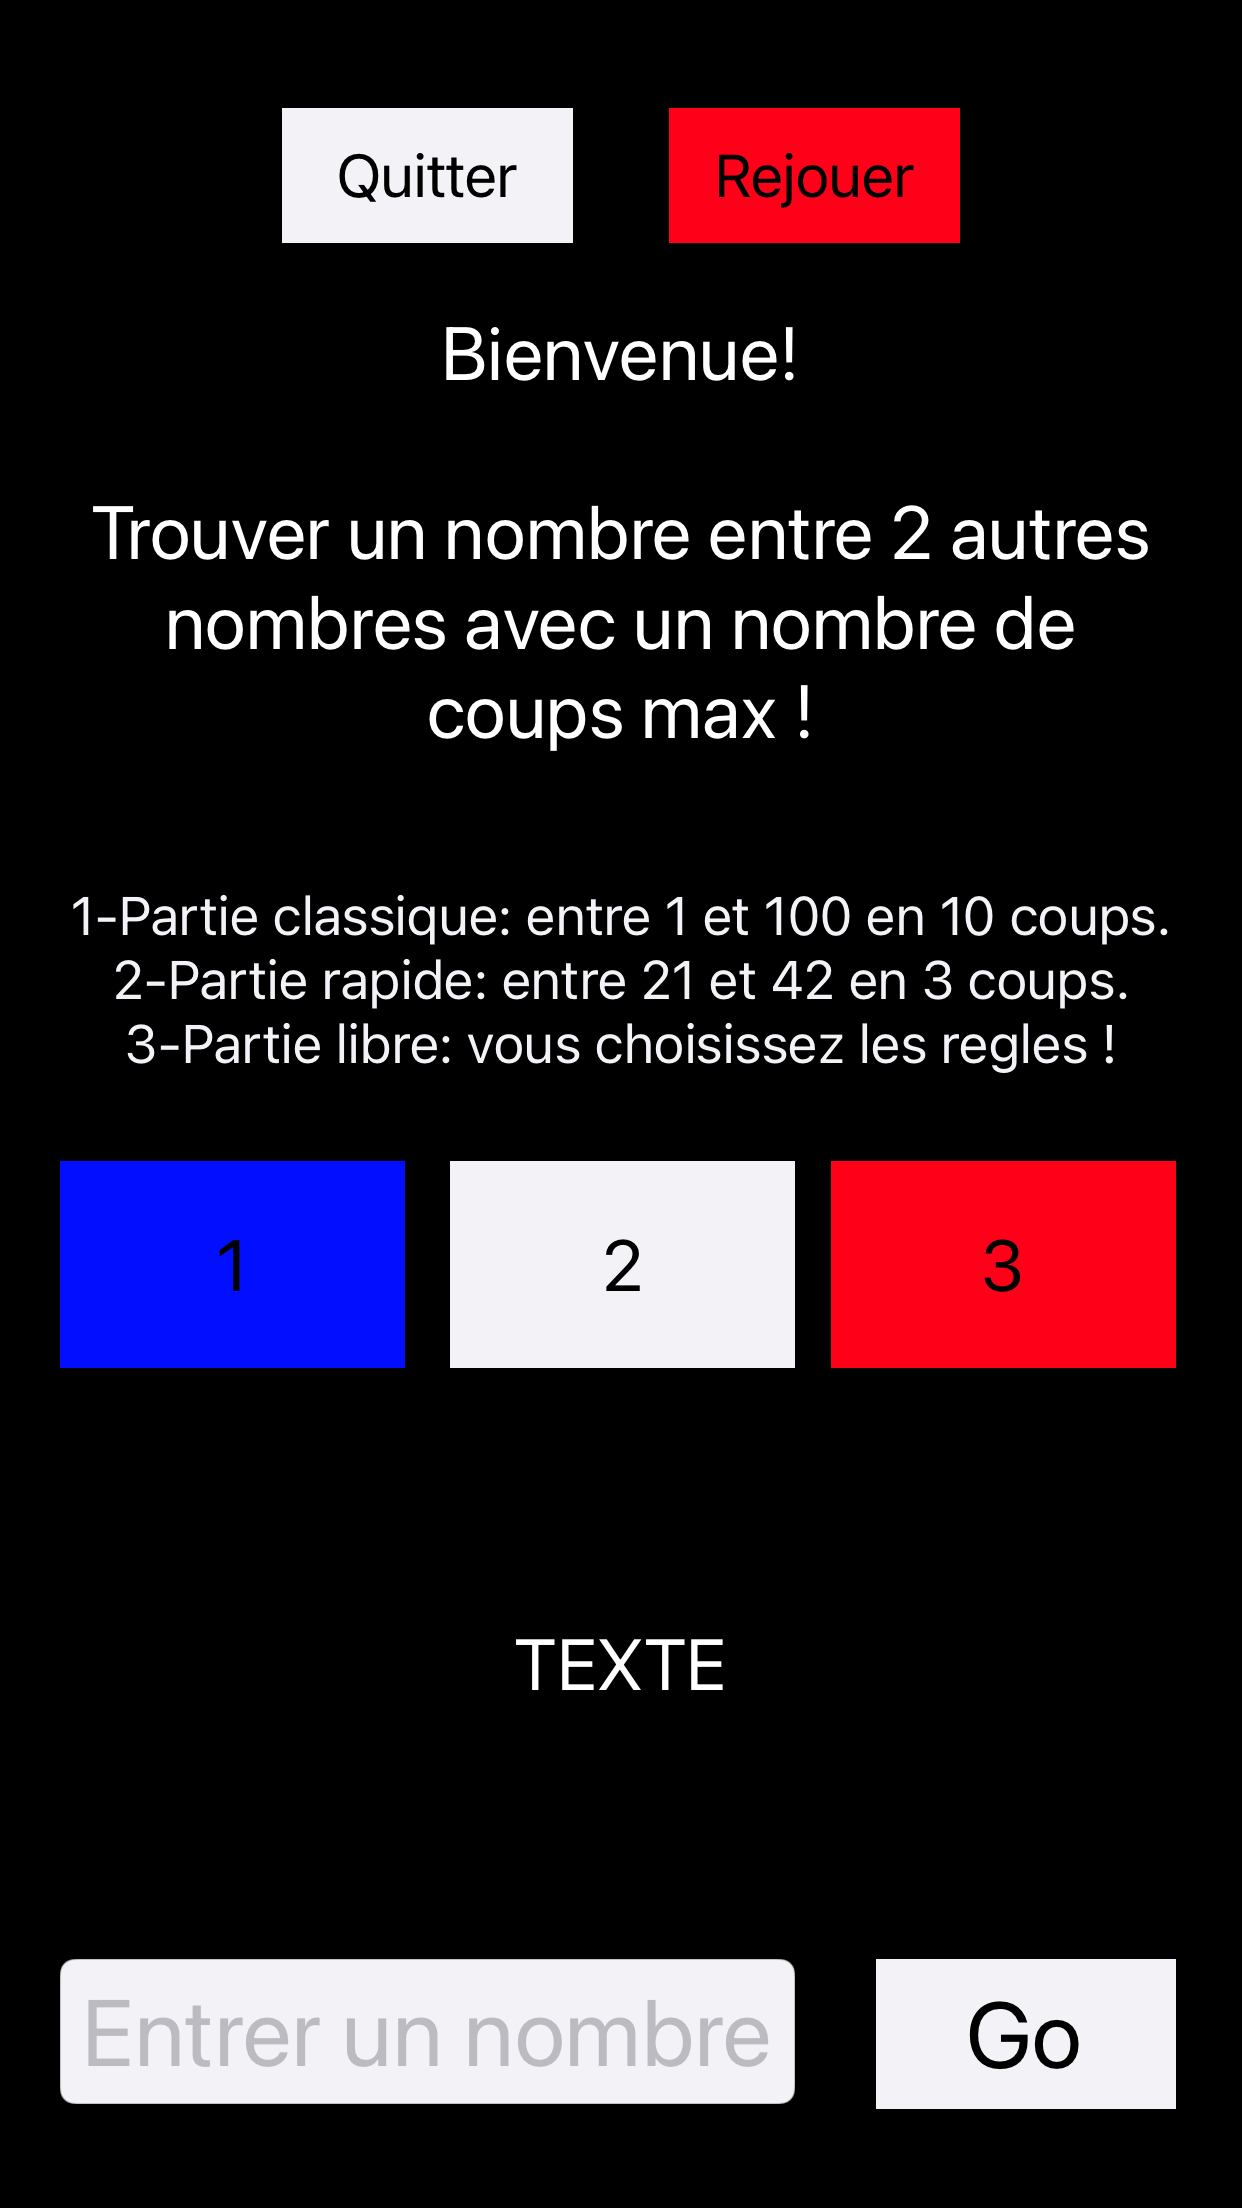 Quitter
Rejouer
Bienvenue!
Trouver un nombre entre 2 autres
nombres avec un nombre de
coups max !
1-Partie classique: entre 1 et 100 en 10 coups.
2-Partie rapide: entre 21 et 42 en 3 coups.
3-Partie libre: vous choisissez les regles !
1
2
3
TEXTE
Entrer un nombre
Go